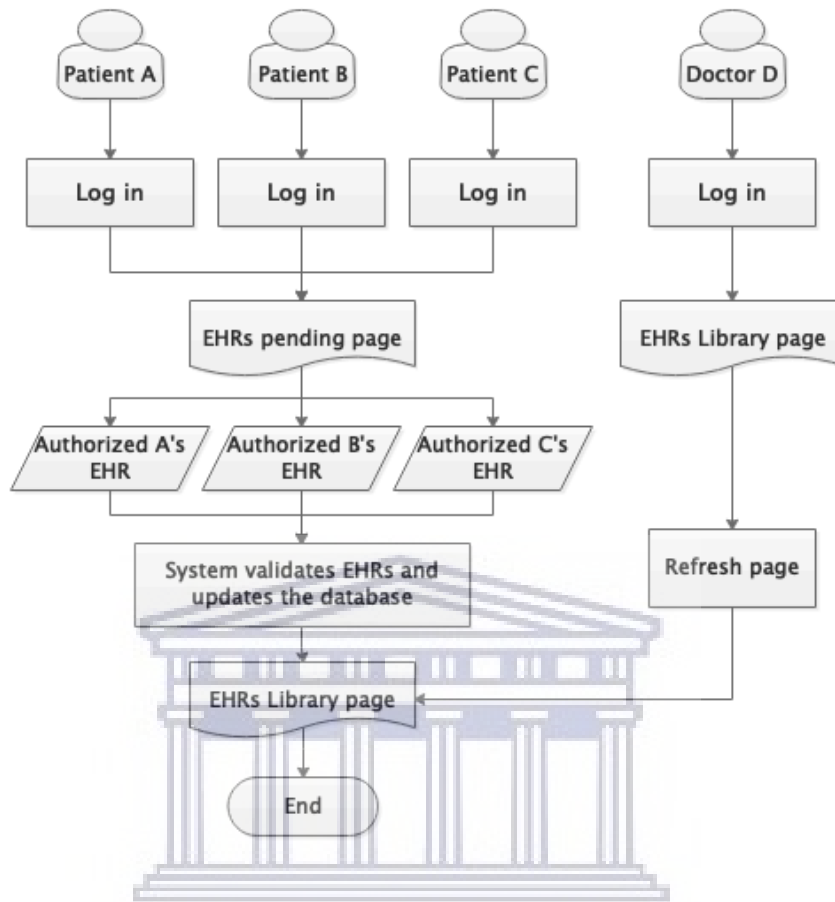 Patient A
Patient B
Patient C
Doctor D
Log in
Log in
Log in
Log in
EHRs pending page
EHRs Library page
Authorized A's
EHR
Authorized B's
EHR
Authorized C's
EHR
System validates EHRs and
updates the database
Refresh page
EHRs Library page
End